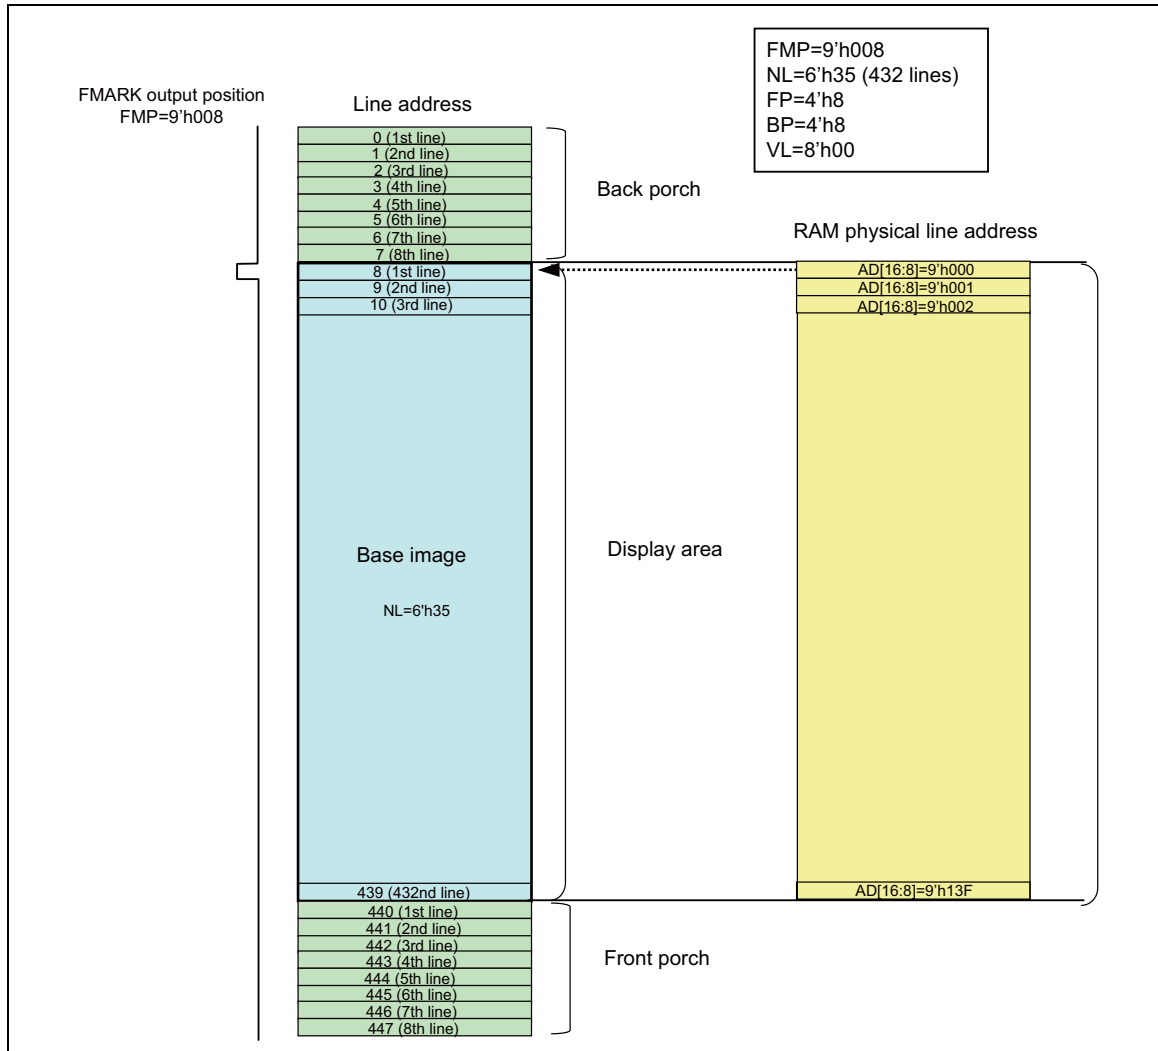 FMP=9'h008
NL=6'h35 (432 lines)
FP=4'h8
BP=4'h8
VL=8'h00
FMARK output position
FMP=9'h008
Line address
0 (1st line)
1 (2nd line)
2 (3rd line)
3 (4th line)
4 (5th line)
5 (6th line)
6 (7th line)
7 (8th line)
Back porch
RAM physical line address
8 (1st line)
9 (2nd line)
10 (3rd line)
AD[16:8]=9'h000
AD[16:8]=9'h001
AD[16:8]=9'h002
Base image
NL=6'h35
Display area
439 (432nd line)
AD[16:8]=9'h13F
440 (1st line)
441 (2nd line)
442 (3rd line)
443 (4th line)
444 (5th line)
445 (6th line)
446 (7th line)
447 (8th line)
Front porch